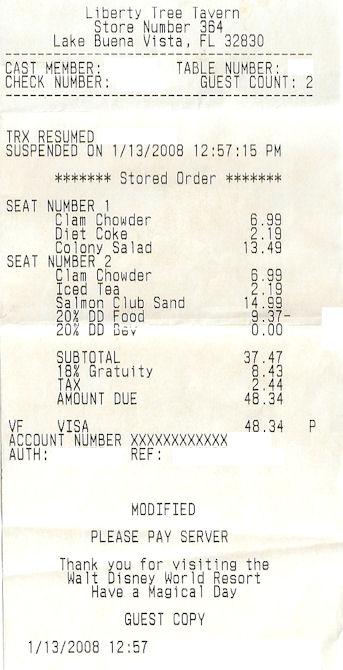 Liberty Tree Tavern
Store Number 364
Lake Buena Vista, FL 32830
CAST MEMBER: TABLE NUMBER:
CHECK NUMBER: GUEST COUNT: 2
TRX RESUMED
SUSPENDED ON 1/13/2008 12:57:15 PM
******* Stored Order *******
SEAT NUMBER 1
Clam Chowder 6.99
Diet Coke 2.19
Colony Salad 13.49
SEAT NUMBER 2
Clam Chowder 6.99
Iced Tea 2.19
Salmon Club Sand 14.99
20% DD Food 9.37-
20% DD Bev 0.00
SUBTOTAL 37.47
18% Gratuity 8.43
TAX 2.44
AMOUNT DUE 48.34
VF VISA 48.34 P
ACCOUNT NUMBER XXXXXXXXXXXX
AUTH: REF:
MODIFIED
PLEASE PAY SERVER
Thank you for visiting the
Walt Disney World Resort
Have a Magical Day
GUEST COPY
1/13/2008 12:57